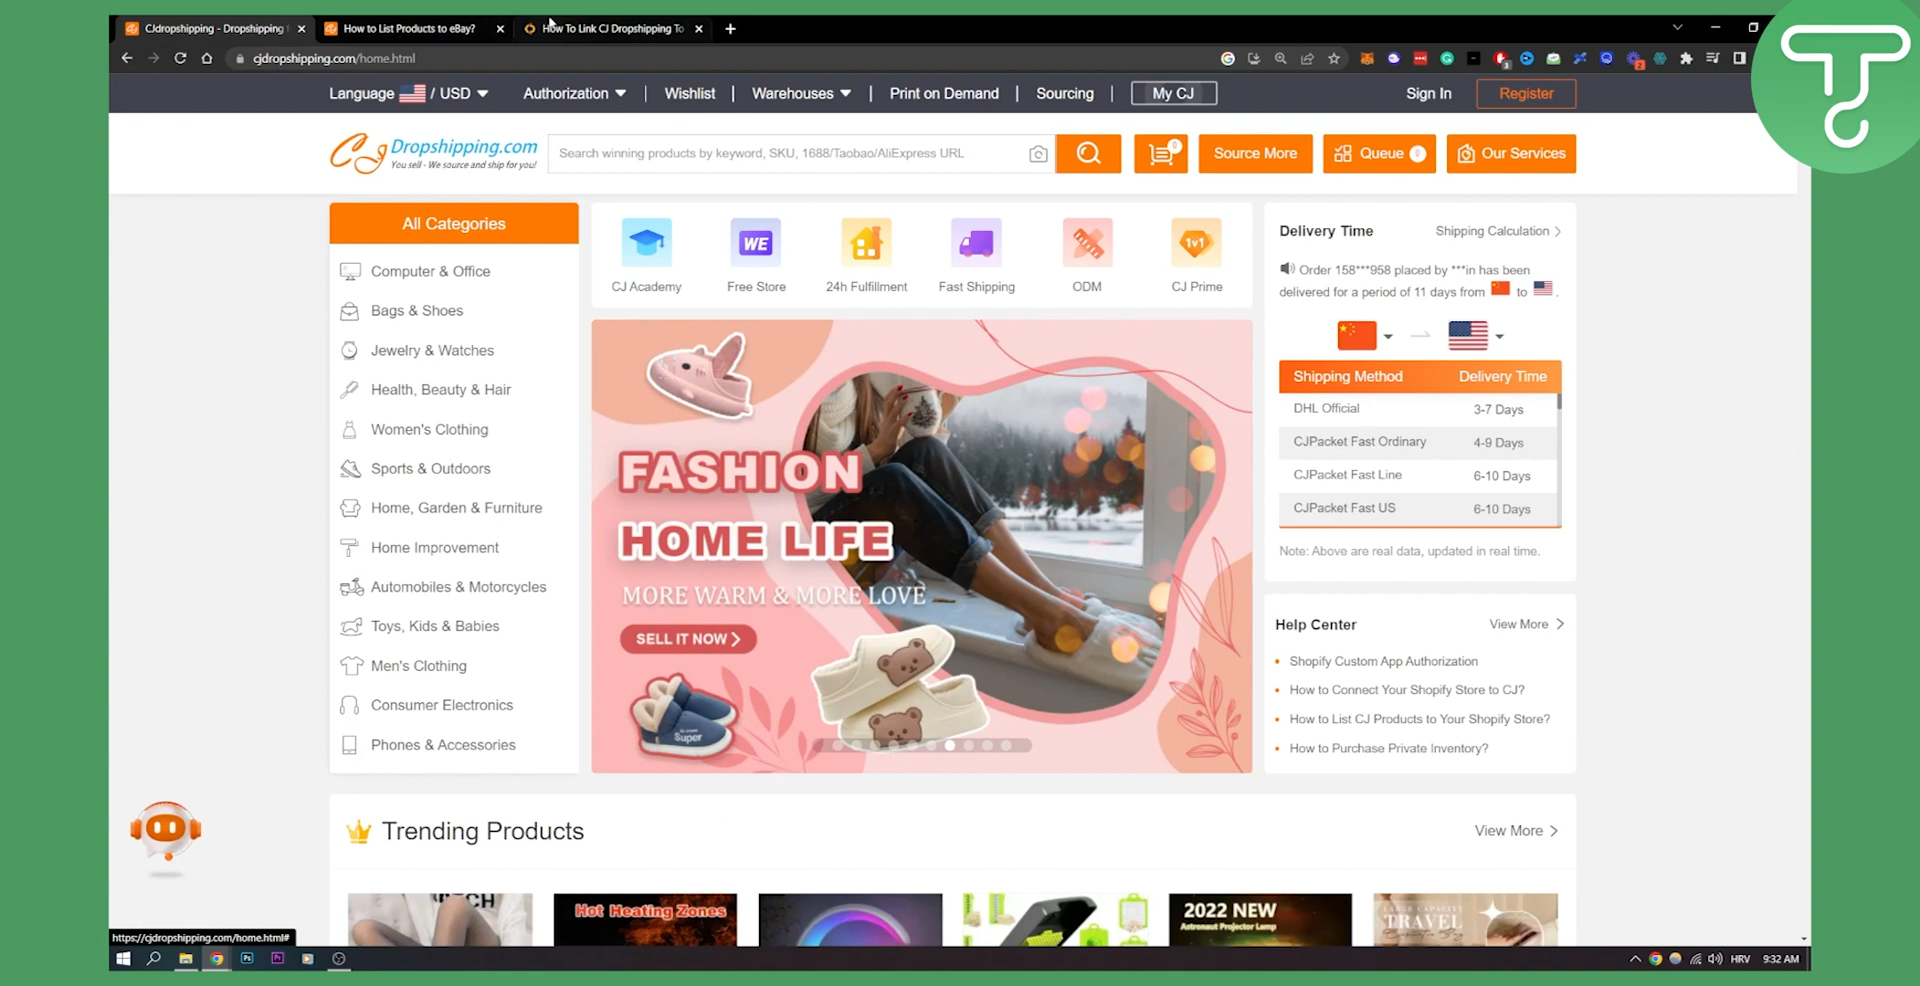 CJdropshipping - Dropshipping f
How to List Products to eBay?
How To Link CJ Dropshipping To
cjdropshipping.com/home.html
Language / USD
Authorization
Wishlist
Warehouses
Print on Demand
Sourcing
My CJ
Sign In
Register
CJ Dropshipping.com
You sell - We source and ship for you!
Search winning products by keyword, SKU, 1688/Taobao/AliExpress URL
0
Source More
Queue 0
Our Services
All Categories
Computer & Office
Bags & Shoes
Jewelry & Watches
Health, Beauty & Hair
Women's Clothing
Sports & Outdoors
Home, Garden & Furniture
Home Improvement
Automobiles & Motorcycles
Toys, Kids & Babies
Men's Clothing
Consumer Electronics
Phones & Accessories
WE
1v1
CJ Academy
Free Store
24h Fulfillment
Fast Shipping
ODM
CJ Prime
FASHION
HOME LIFE
MORE WARM & MORE LOVE
SELL IT NOW
Super
Delivery Time
Shipping Calculation
Order 158***958 placed by ***in has been
delivered for a period of 11 days from to .
Shipping Method Delivery Time
DHL Official 3-7 Days
CJPacket Fast Ordinary 4-9 Days
CJPacket Fast Line 6-10 Days
CJPacket Fast US 6-10 Days
Note: Above are real data, updated in real time.
Help Center
View More
Shopify Custom App Authorization
How to Connect Your Shopify Store to CJ?
How to List CJ Products to Your Shopify Store?
How to Purchase Private Inventory?
Trending Products
View More
Hot Heating Zones
2022 NEW
Astronaut Projector Lamp
LARGE CAPACITY
TRAVEL
https://cjdropshipping.com/home.html#
Ps
Pr
HRV
9:32 AM